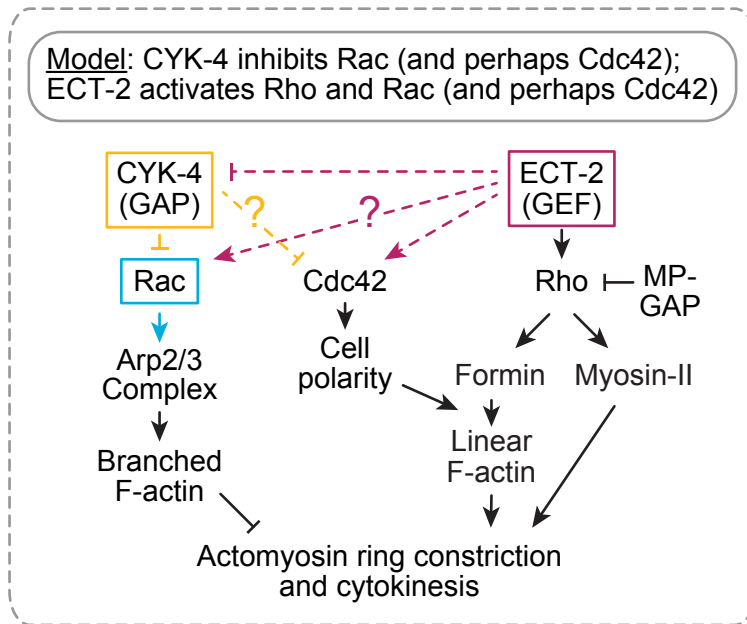 Model: CYK-4 inhibits Rac (and perhaps Cdc42);
ECT-2 activates Rho and Rac (and perhaps Cdc42)
CYK-4
(GAP)
?
?
ECT-2
(GEF)
Rac
Cdc42
Rho
MP-
GAP
Arp2/3
Complex
Cell
polarity
Formin
Myosin-II
Linear
F-actin
Branched
F-actin
Actomyosin ring constriction
and cytokinesis